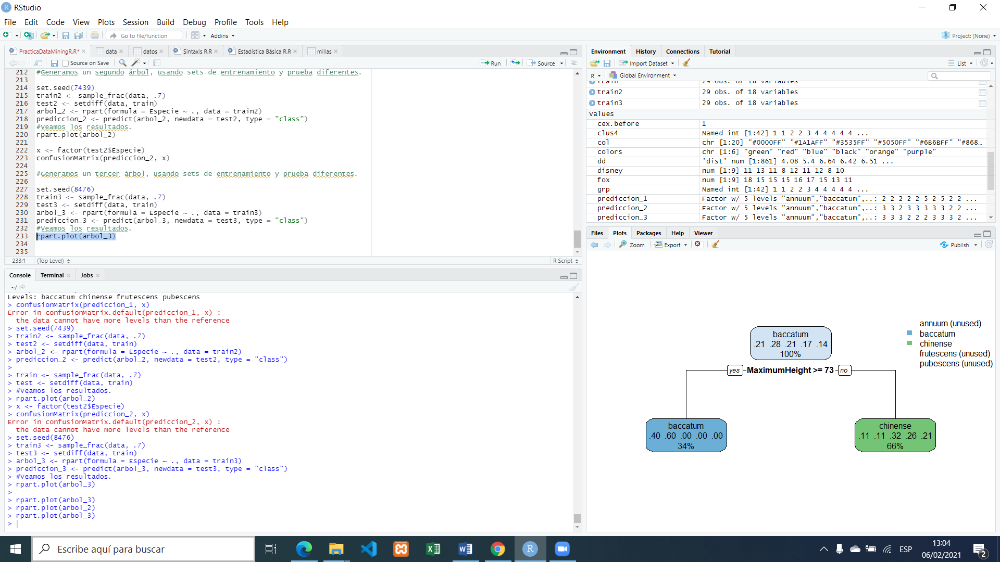 RStudio
File Edit Code View Plots Session Build Debug Profile Tools Help
Go to file/function Addins Project: (None)
PracticaDataMiningR.R* data datos Sintaxis R.R Estadística Básica R.R millas
Source on Save Run Source
212 #Generamos un segundo árbol, usando sets de entrenamiento y prueba diferentes.
213
214 set.seed(7439)
215 train2 <- sample_frac(data, .7)
216 test2 <- setdiff(data, train)
217 arbol_2 <- rpart(formula = Especie ~ ., data = train2)
218 prediccion_2 <- predict(arbol_2, newdata = test2, type = "class")
219 #Veamos los resultados.
220 rpart.plot(arbol_2)
221
222 x <- factor(test2$Especie)
223 confusionMatrix(prediccion_2, x)
224
225 #Generamos un tercer árbol, usando sets de entrenamiento y prueba diferentes.
226
227 set.seed(8476)
228 train3 <- sample_frac(data, .7)
229 test3 <- setdiff(data, train)
230 arbol_3 <- rpart(formula = Especie ~ ., data = train3)
231 prediccion_3 <- predict(arbol_3, newdata = test3, type = "class")
232 #Veamos los resultados.
233 rpart.plot(arbol_3)
234
235
233:1 (Top Level) R Script
Console Terminal Jobs
~/
Levels: baccatum chinense frutescens pubescens
> confusionMatrix(prediccion_1, x)
Error in confusionMatrix.default(prediccion_1, x) :
the data cannot have more levels than the reference
> set.seed(7439)
> train2 <- sample_frac(data, .7)
> test2 <- setdiff(data, train)
> arbol_2 <- rpart(formula = Especie ~ ., data = train2)
> prediccion_2 <- predict(arbol_2, newdata = test2, type = "class")
>
> train <- sample_frac(data, .7)
> test <- setdiff(data, train)
> #Veamos los resultados.
> rpart.plot(arbol_2)
> x <- factor(test2$Especie)
> confusionMatrix(prediccion_2, x)
Error in confusionMatrix.default(prediccion_2, x) :
the data cannot have more levels than the reference
> set.seed(8476)
> train3 <- sample_frac(data, .7)
> test3 <- setdiff(data, train)
> arbol_3 <- rpart(formula = Especie ~ ., data = train3)
> prediccion_3 <- predict(arbol_3, newdata = test3, type = "class")
> #Veamos los resultados.
> rpart.plot(arbol_3)
>
> rpart.plot(arbol_3)
> rpart.plot(arbol_2)
> rpart.plot(arbol_3)
>
Environment History Connections Tutorial
Import Dataset List
R Global Environment
train 29 obs. of 18 variables
train2 29 obs. of 18 variables
train3 29 obs. of 18 variables
Values
cex.before 1
clus4 Named int [1:42] 1 1 2 2 3 4 4 4 4 4 ...
col chr [1:20] "#0000FF" "#1A1AFF" "#3535FF" "#5050FF" "#6B6BFF" "#868…
colors chr [1:6] "green" "red" "blue" "black" "orange" "purple"
dd 'dist' num [1:861] 4.08 5.4 6.64 6.42 6.51 ...
disney num [1:9] 11 13 11 8 12 11 12 8 10
fox num [1:9] 18 15 15 15 16 17 15 13 11
grp Named int [1:42] 1 1 2 2 3 4 4 4 4 4 ...
prediccion_1 Factor w/ 5 levels "annuum","baccatum",..: 2 2 2 2 2 5 2 5 2 2 ...
prediccion_2 Factor w/ 5 levels "annuum","baccatum",..: 3 3 2 3 3 3 3 3 2 2 ...
prediccion_3 Factor w/ 5 levels "annuum","baccatum",..: 3 3 3 2 2 2 3 3 3 2 ...
Files Plots Packages Help Viewer
Zoom Export Publish
annuum (unused)
baccatum
chinense
frutescens (unused)
pubescens (unused)
baccatum
.21 .28 .21 .17 .14
100%
yes MaximumHeight >= 73 no
baccatum
.40 .60 .00 .00 .00
34%
chinense
.11 .11 .32 .26 .21
66%
Escribe aquí para buscar
ESP
13:04
06/02/2021
2